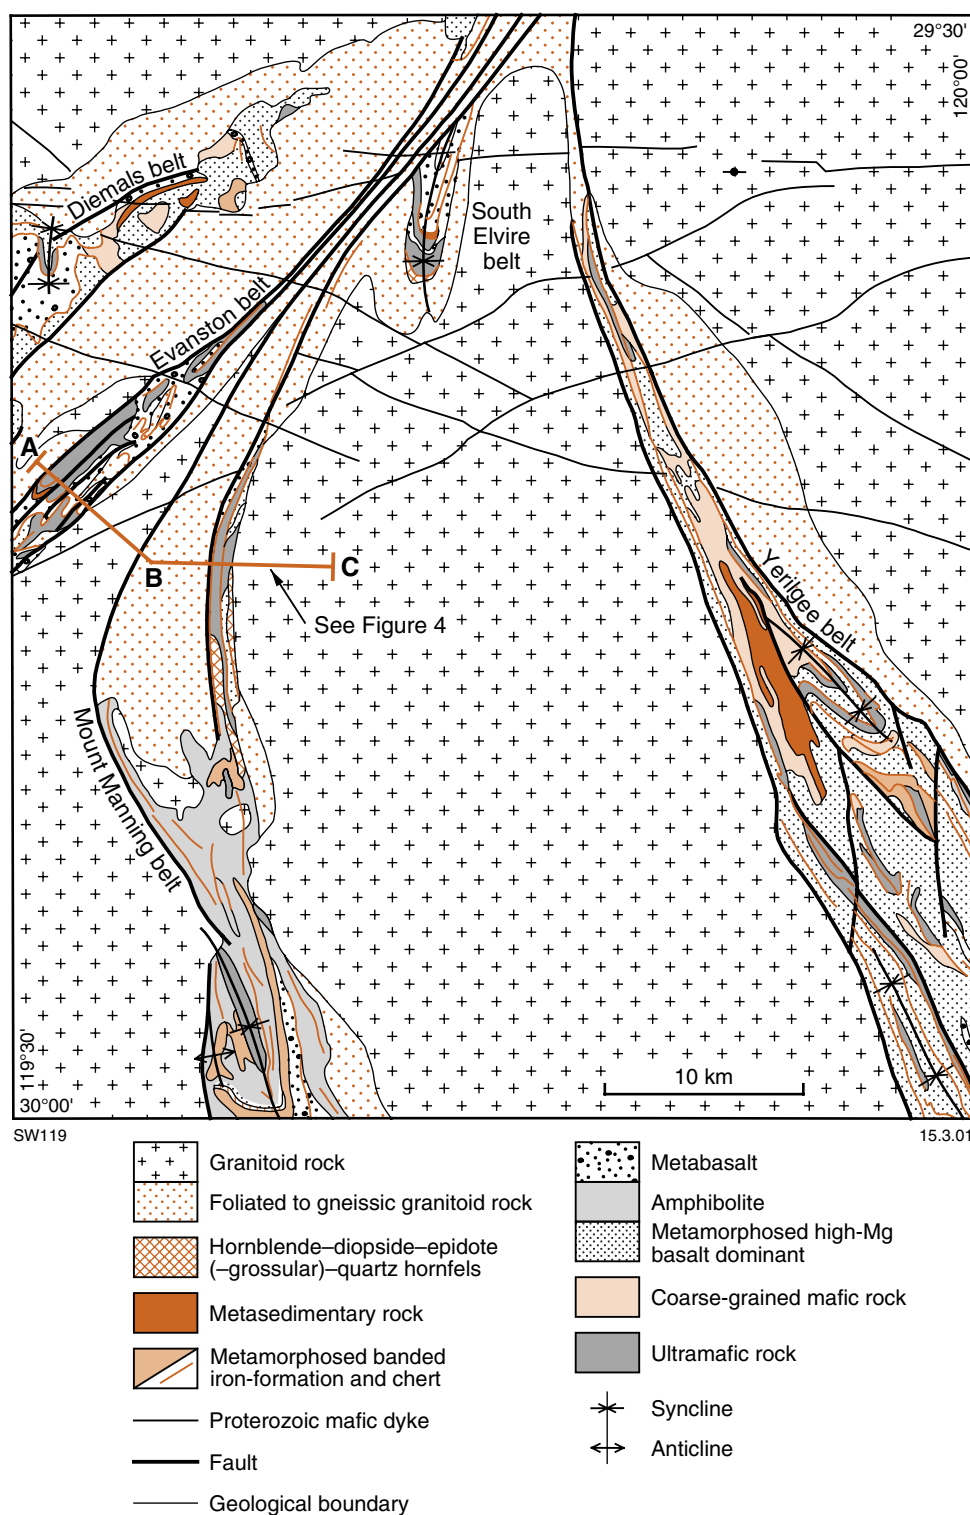 29°30'
120°00'
Diemals belt
South
Elvire
belt
Evanston belt
A
B
C
See Figure 4
Yerilgee belt
Mount Manning belt
119°30'
30°00'
10 km
SW119
15.3.01
Granitoid rock
Foliated to gneissic granitoid rock
Hornblende–diopside–epidote
(–grossular)–quartz hornfels
Metasedimentary rock
Metamorphosed banded
iron-formation and chert
Proterozoic mafic dyke
Fault
Geological boundary
Metabasalt
Amphibolite
Metamorphosed high-Mg
basalt dominant
Coarse-grained mafic rock
Ultramafic rock
Syncline
Anticline